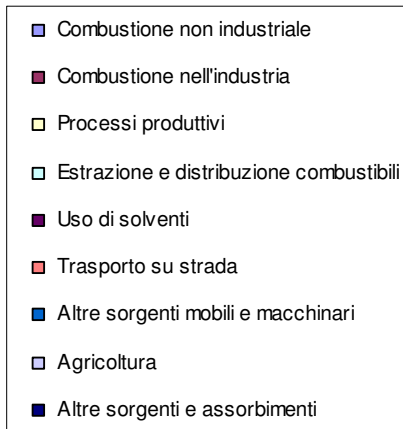 Combustione non industriale
Combustione nell'industria
Processi produttivi
Estrazione e distribuzione combustibili
Uso di solventi
Trasporto su strada
Altre sorgenti mobili e macchinari
Agricoltura
Altre sorgenti e assorbimenti